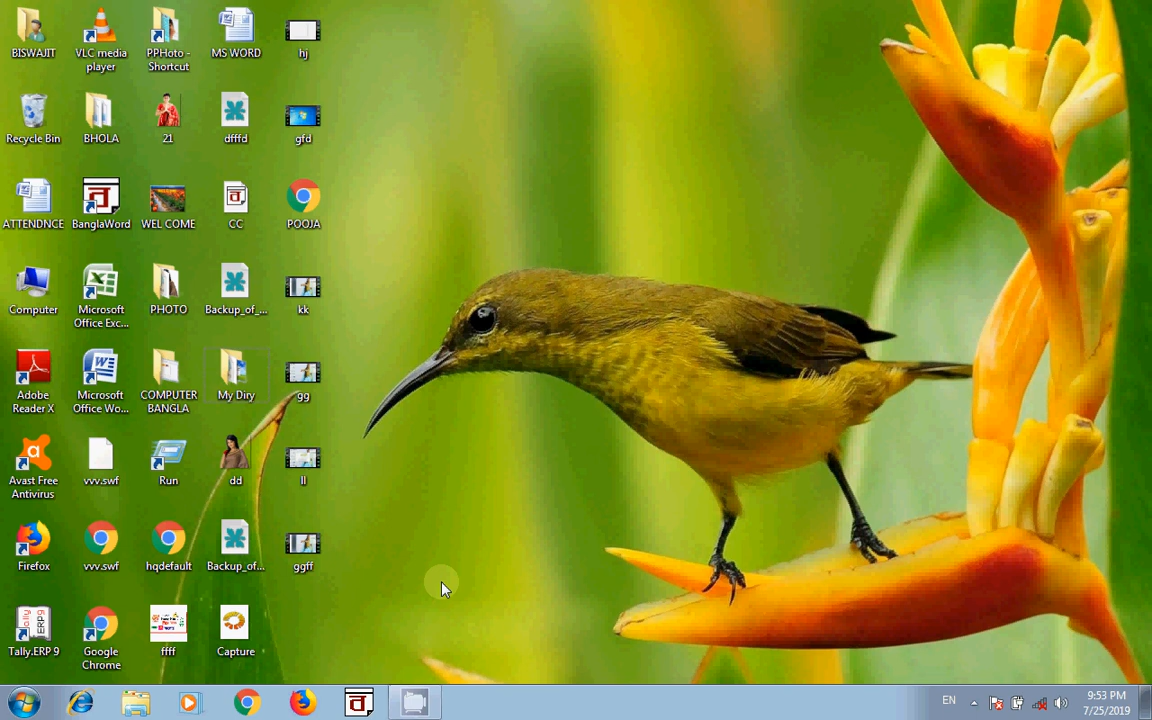 BISWAJIT
VLC media
player
PPHoto -
Shortcut
MS WORD
hj
Recycle Bin
BHOLA
21
dfffd
gfd
ATTENDNCE
BanglaWord
WEL COME
CC
POOJA
Computer
Microsoft
Office Exc...
PHOTO
Backup_of_...
kk
Adobe
Reader X
Microsoft
Office Wo...
COMPUTER
BANGLA
My Diry
gg
Avast Free
Antivirus
vvv.swf
Run
dd
ll
Firefox
vvv.swf
hqdefault
Backup_of...
ggff
Tally.ERP 9
Google
Chrome
ffff
Capture
EN
9:53 PM
7/25/2019